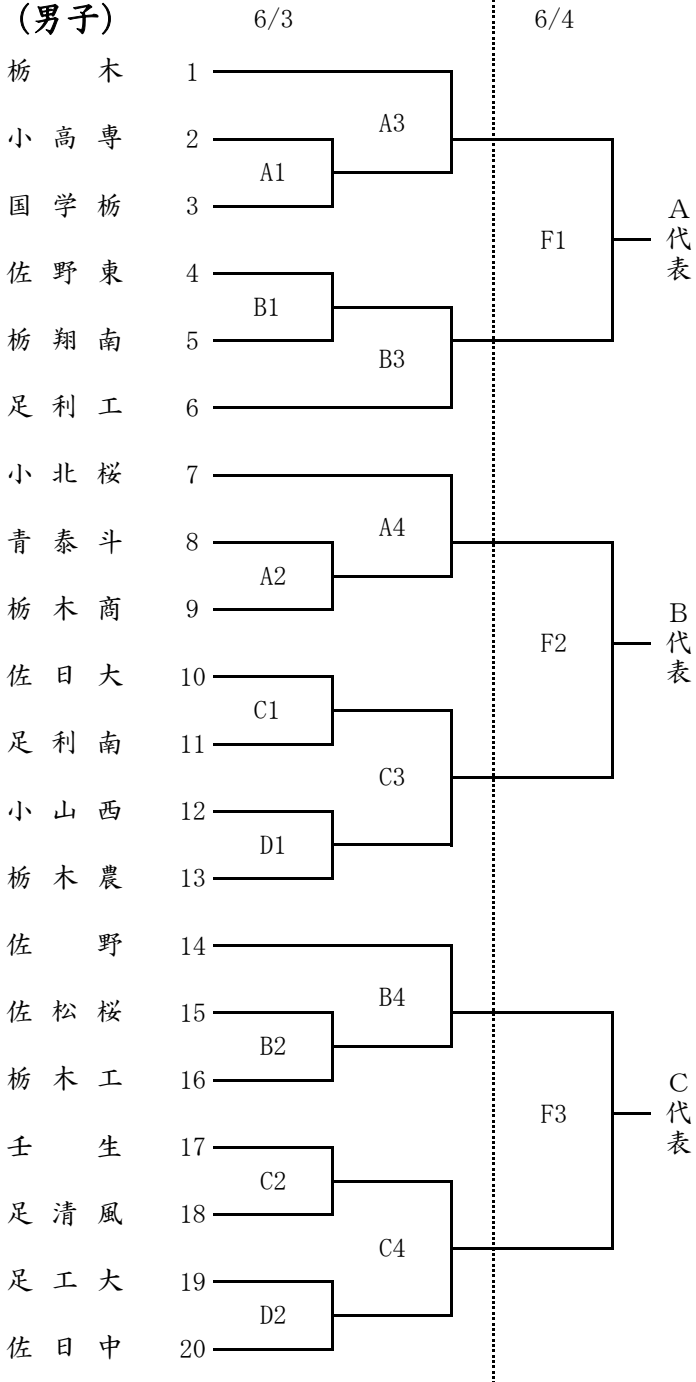 (男子) 6/3 6/4
栃木 1
A3
小高専 2
A1
国学栃 3
F1
A代表
佐野東 4
B1
栃翔南 5
B3
足利工 6
小北桜 7
A4
青泰斗 8
A2
栃木商 9
F2
B代表
佐日大 10
C1
足利南 11
C3
小山西 12
D1
栃木農 13
佐野 14
B4
佐松桜 15
B2
栃木工 16
F3
C代表
壬生 17
C2
足清風 18
C4
足工大 19
D2
佐日中 20